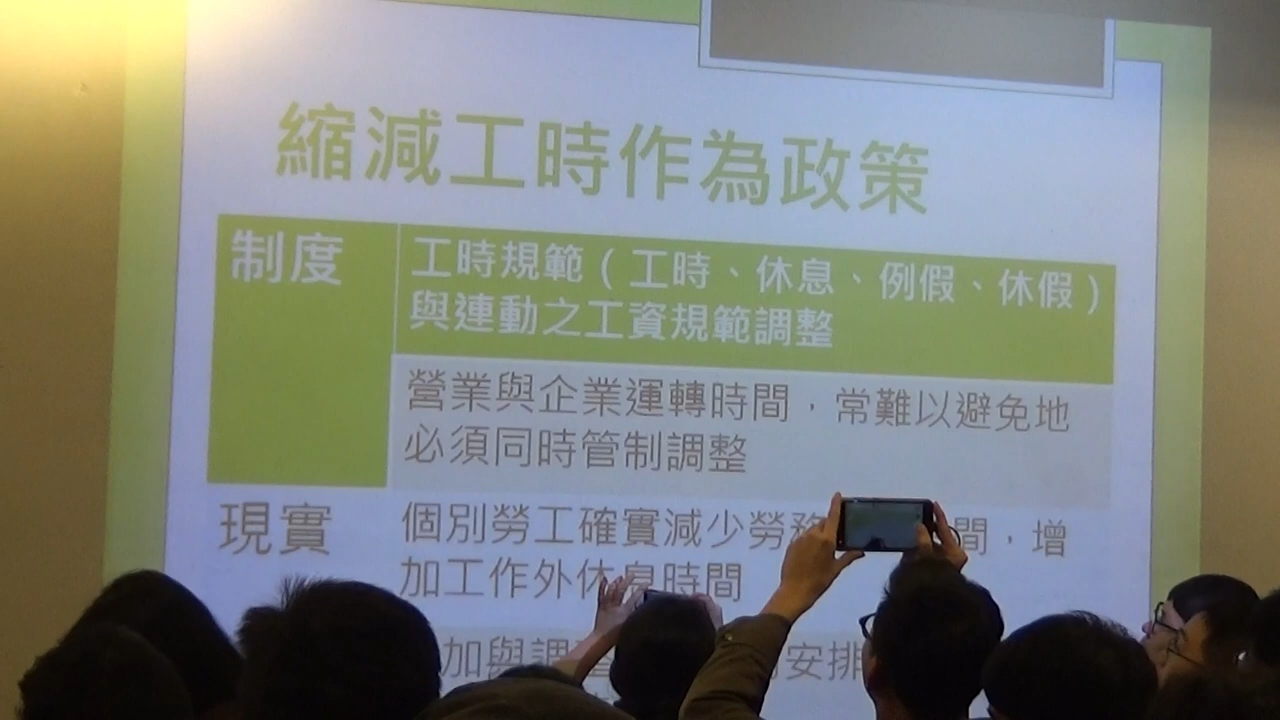 縮減工時作為政策
制度
工時規範（工時、休息、例假、休假）
與連動之工資規範調整
營業與企業運轉時間，常難以避免地
必須同時管制調整
現實
個別勞工確實減少勞務 間，增
加工作外休息時間
加與調 安排